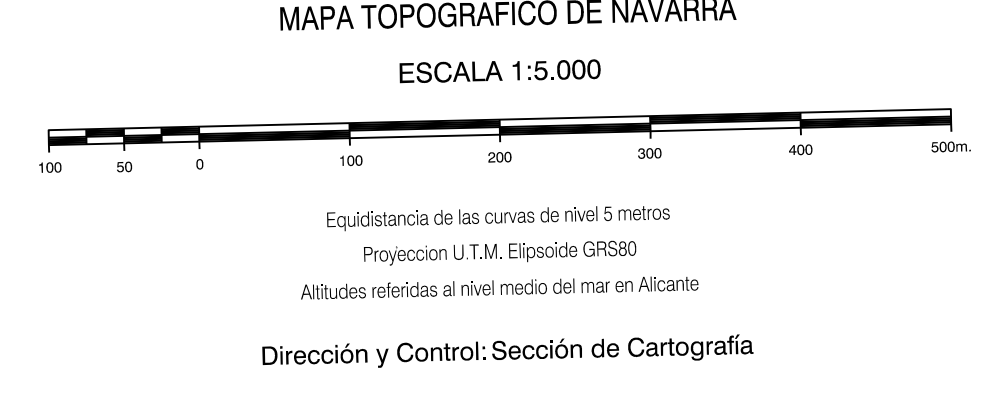 MAPA TOPOGRAFICO DE NAVARRA
ESCALA 1:5.000
100 50 0 100 200 300 400 500m.
Equidistancia de las curvas de nivel 5 metros
Proyeccion U.T.M. Elipsoide GRS80
Altitudes referidas al nivel medio del mar en Alicante
Dirección y Control: Sección de Cartografía